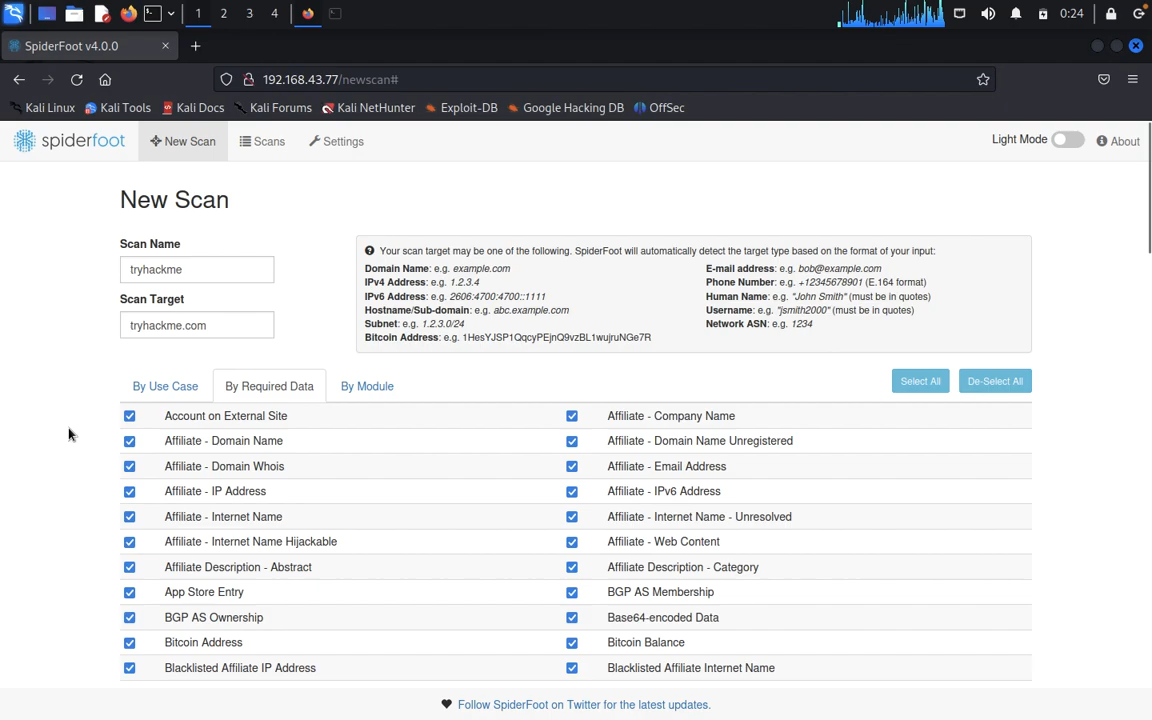 1 2 3 4 0:24
SpiderFoot v4.0.0
192.168.43.77/newscan#
Kali Linux Kali Tools Kali Docs Kali Forums Kali NetHunter Exploit-DB Google Hacking DB OffSec
spiderfoot New Scan Scans Settings Light Mode About
New Scan
Scan Name
tryhackme
Scan Target
tryhackme.com
Your scan target may be one of the following. SpiderFoot will automatically detect the target type based on the format of your input:
Domain Name: e.g. example.com
IPv4 Address: e.g. 1.2.3.4
IPv6 Address: e.g. 2606:4700:4700::1111
Hostname/Sub-domain: e.g. abc.example.com
Subnet: e.g. 1.2.3.0/24
Bitcoin Address: e.g. 1HesYJSP1QqcyPEjnQ9vzBL1wujruNGe7R
E-mail address: e.g. bob@example.com
Phone Number: e.g. +12345678901 (E.164 format)
Human Name: e.g. "John Smith" (must be in quotes)
Username: e.g. "jsmith2000" (must be in quotes)
Network ASN: e.g. 1234
By Use Case By Required Data By Module Select All De-Select All
Account on External Site Affiliate - Company Name
Affiliate - Domain Name Affiliate - Domain Name Unregistered
Affiliate - Domain Whois Affiliate - Email Address
Affiliate - IP Address Affiliate - IPv6 Address
Affiliate - Internet Name Affiliate - Internet Name - Unresolved
Affiliate - Internet Name Hijackable Affiliate - Web Content
Affiliate Description - Abstract Affiliate Description - Category
App Store Entry BGP AS Membership
BGP AS Ownership Base64-encoded Data
Bitcoin Address Bitcoin Balance
Blacklisted Affiliate IP Address Blacklisted Affiliate Internet Name
Follow SpiderFoot on Twitter for the latest updates.